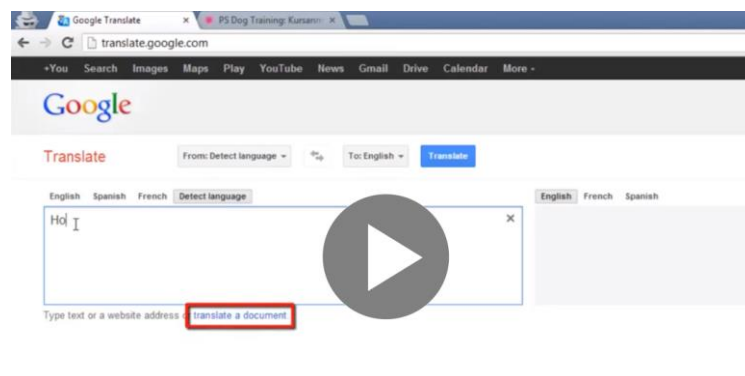 Google Translate × PS Dog Training: Kursann ×
translate.google.com
+You Search Images Maps Play YouTube News Gmail Drive Calendar More
Google
Translate From: Detect language To: English Translate
English Spanish French Detect language English French Spanish
Ho ×
Type text or a website address translate a document.